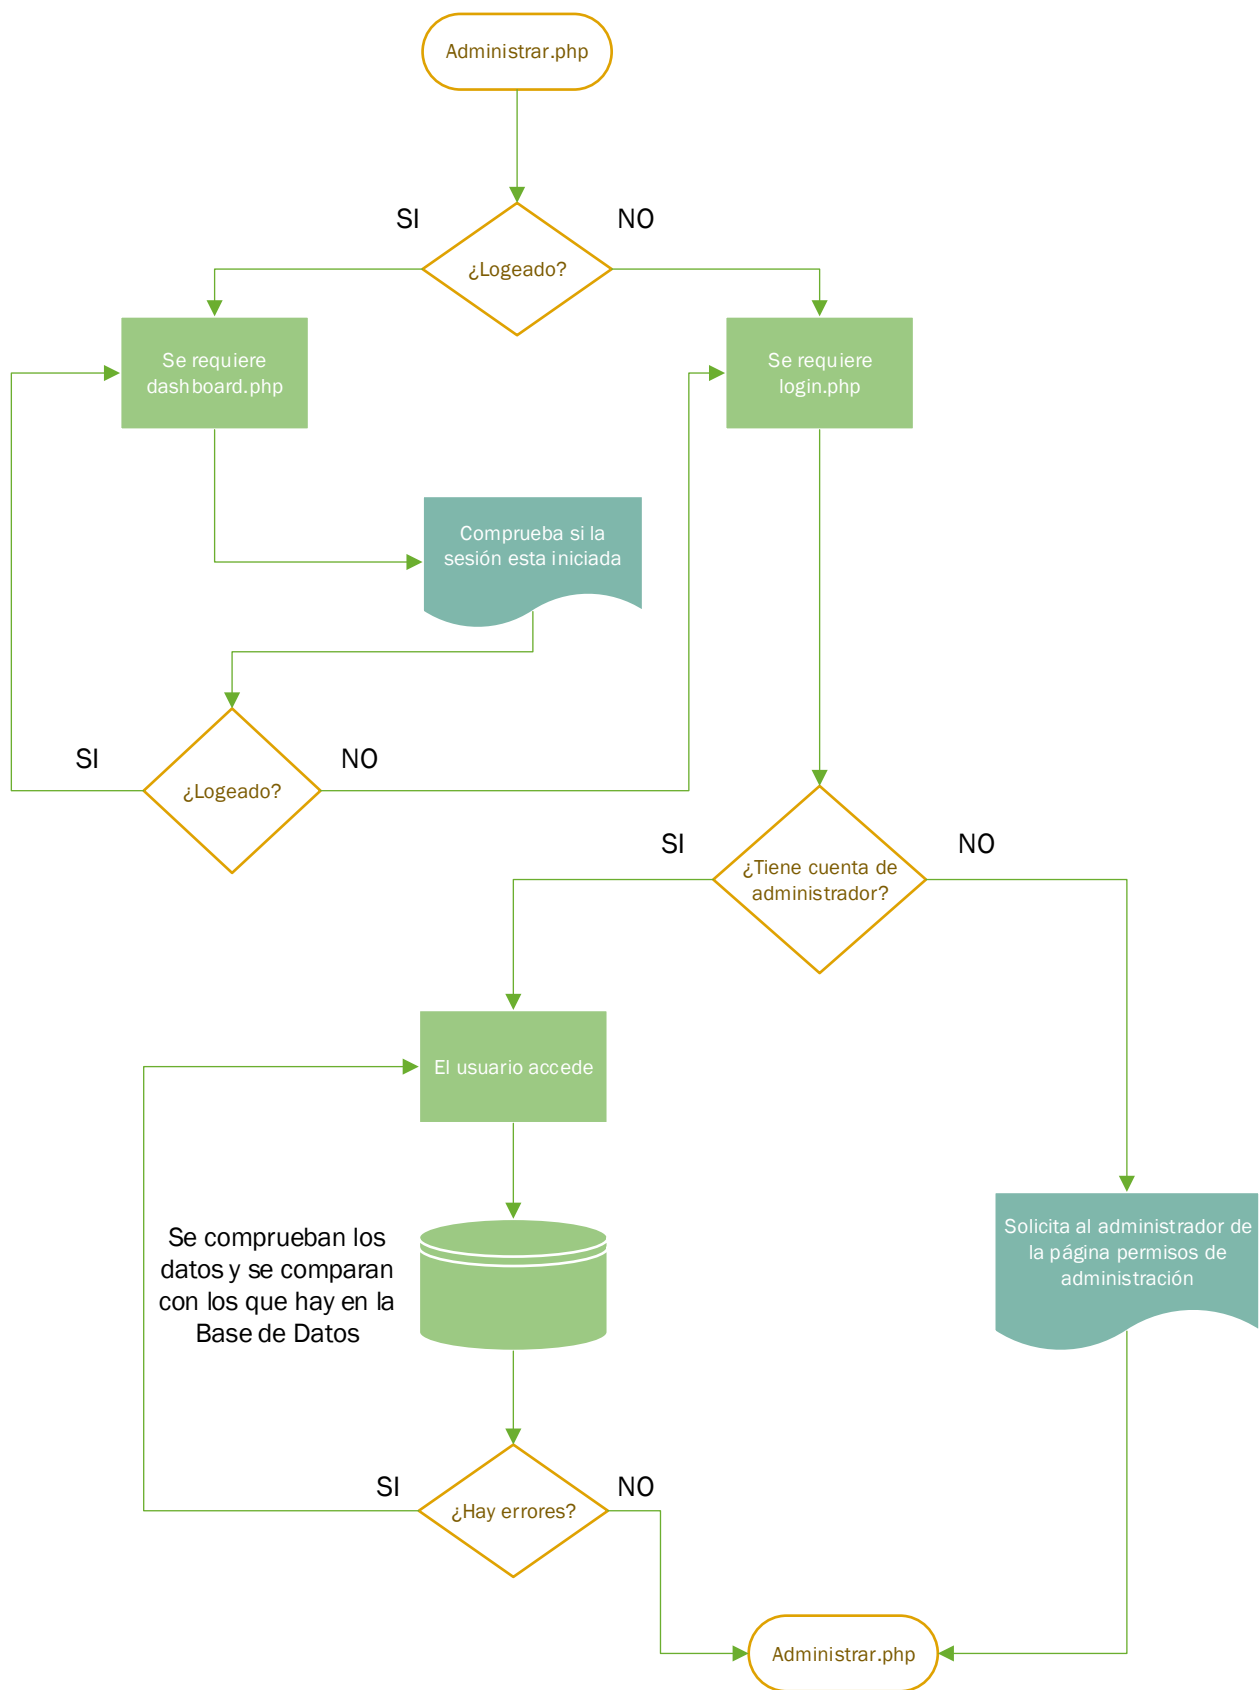 Administrar.php
SI
NO
¿Logeado?
Se requiere
dashboard.php
Se requiere
login.php
Comprueba si la
sesión esta iniciada
SI
NO
¿Logeado?
SI
NO
¿Tiene cuenta de
administrador?
El usuario accede
Se comprueban los
datos y se comparan
con los que hay en la
Base de Datos
Solicita al administrador de
la página permisos de
administración
SI
NO
¿Hay errores?
Administrar.php